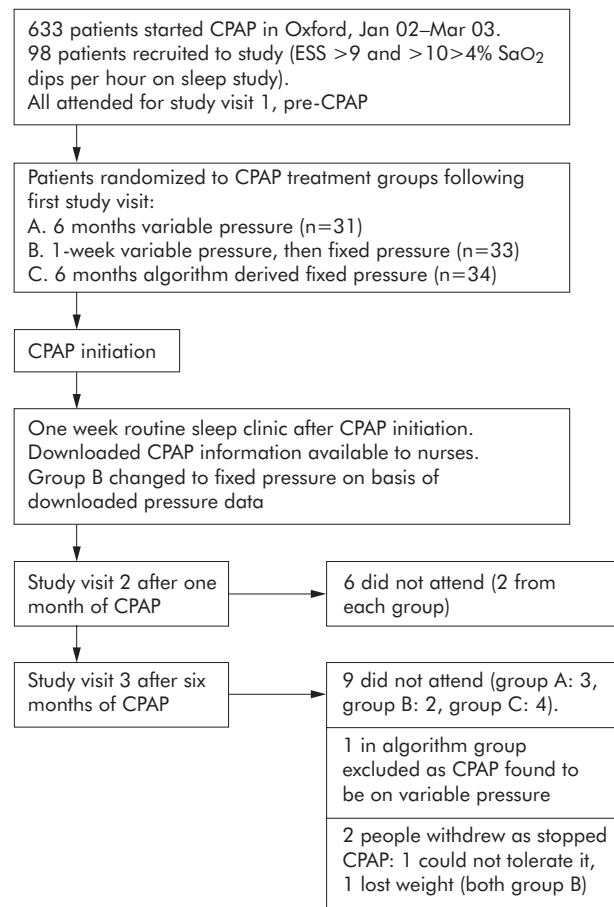 633 patients started CPAP in Oxford, Jan 02–Mar 03.
98 patients recruited to study (ESS >9 and >10>4% SaO2
dips per hour on sleep study).
All attended for study visit 1, pre-CPAP
Patients randomized to CPAP treatment groups following
first study visit:
A. 6 months variable pressure (n=31)
B. 1-week variable pressure, then fixed pressure (n=33)
C. 6 months algorithm derived fixed pressure (n=34)
CPAP initiation
One week routine sleep clinic after CPAP initiation.
Downloaded CPAP information available to nurses.
Group B changed to fixed pressure on basis of
downloaded pressure data
Study visit 2 after one
month of CPAP
6 did not attend (2 from
each group)
Study visit 3 after six
months of CPAP
9 did not attend (group A: 3,
group B: 2, group C: 4).
1 in algorithm group
excluded as CPAP found to
be on variable pressure
2 people withdrew as stopped
CPAP: 1 could not tolerate it,
1 lost weight (both group B)